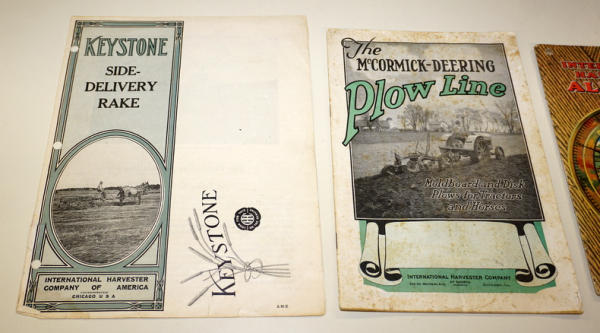 KEYSTONE
SIDE-
DELIVERY
RAKE
INTERNATIONAL HARVESTER
COMPANY OF AMERICA
CHICAGO U S A
KEYSTONE
The
McCORMICK-DEERING
Plow Line
Moldboard and Disk
Plows for Tractors
and Horses
INTERNATIONAL HARVESTER COMPANY